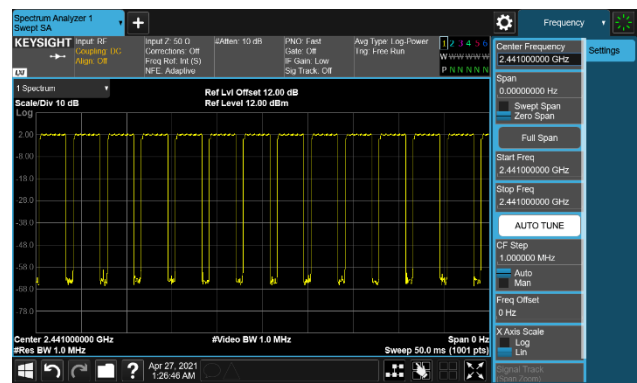 Spectrum Analyzer 1
Swept SA
+
Frequency
KEYSIGHT
Input: RF
Coupling: DC
Align: Off
Input Z: 50 Ω
Corrections: Off
Freq Ref: Int (S)
NFE: Adaptive
#Atten: 10 dB
PNO: Fast
Gate: Off
IF Gain: Low
Sig Track: Off
Avg Type: Log-Power
Trig: Free Run
1 2 3 4 5 6
W W W W W W
P N N N N N
LXI
Center Frequency
2.441000000 GHz
Settings
Span
0.00000000 Hz
Swept Span
Zero Span
Full Span
Start Freq
2.441000000 GHz
Stop Freq
2.441000000 GHz
AUTO TUNE
CF Step
1.000000 MHz
Auto
Man
Freq Offset
0 Hz
X Axis Scale
Log
Lin
Signal Track
(Span Zoom)
1 Spectrum
Scale/Div 10 dB
Log
Ref Lvl Offset 12.00 dB
Ref Level 12.00 dBm
2.00
-8.00
-18.0
-28.0
-38.0
-48.0
-58.0
-68.0
-78.0
Center 2.441000000 GHz
#Res BW 1.0 MHz
#Video BW 1.0 MHz
Span 0 Hz
Sweep 50.0 ms (1001 pts)
?
Apr 27, 2021
1:26:46 AM